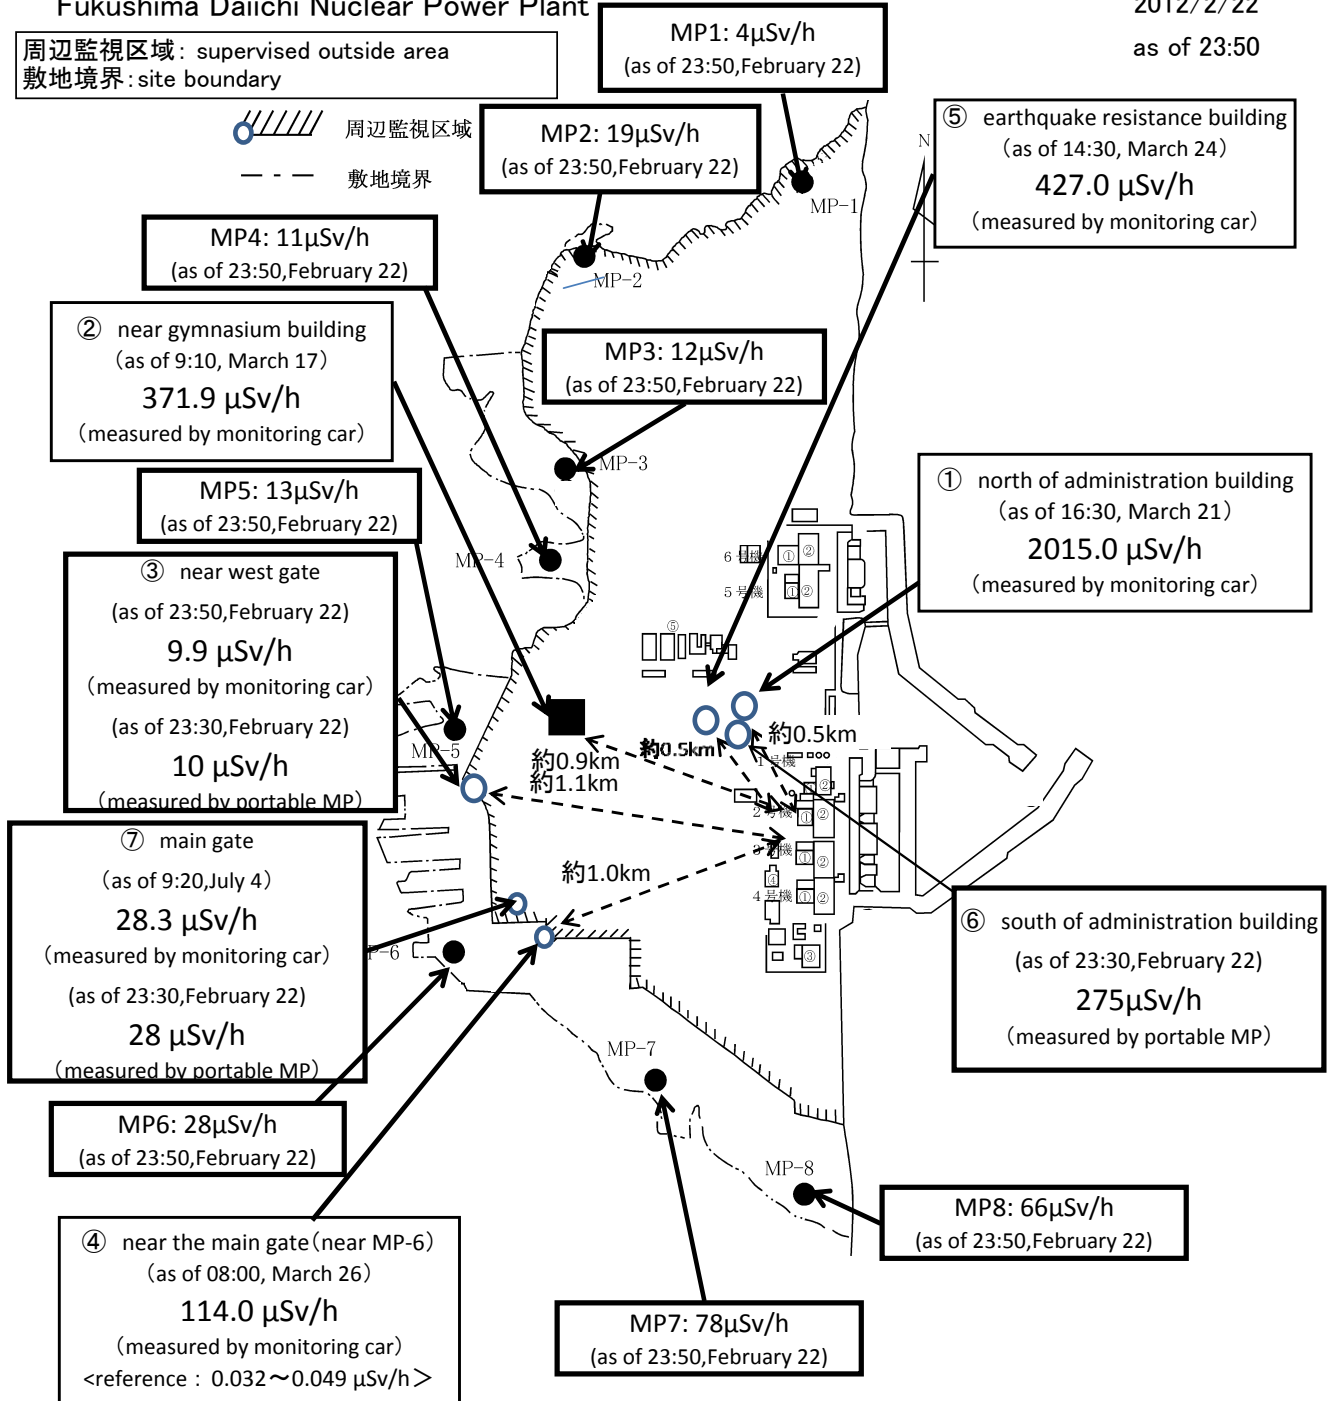 Fukushima Daiichi Nuclear Power Plant
2012/2/22
as of 23:50
周辺監視区域: supervised outside area
敷地境界:site boundary
周辺監視区域
敷地境界
N
MP1: 4μSv/h
(as of 23:50,February 22)
MP2: 19μSv/h
(as of 23:50,February 22)
⑤ earthquake resistance building
(as of 14:30, March 24)
427.0 μSv/h
(measured by monitoring car)
MP4: 11μSv/h
(as of 23:50,February 22)
② near gymnasium building
(as of 9:10, March 17)
371.9 μSv/h
(measured by monitoring car)
MP3: 12μSv/h
(as of 23:50,February 22)
MP5: 13μSv/h
(as of 23:50,February 22)
① north of administration building
(as of 16:30, March 21)
2015.0 μSv/h
(measured by monitoring car)
③ near west gate
(as of 23:50,February 22)
9.9 μSv/h
(measured by monitoring car)
(as of 23:30,February 22)
10 μSv/h
(measured by portable MP)
⑦ main gate
(as of 9:20,July 4)
28.3 μSv/h
(measured by monitoring car)
(as of 23:30,February 22)
28 μSv/h
(measured by portable MP)
⑥ south of administration building
(as of 23:30,February 22)
275μSv/h
(measured by portable MP)
MP6: 28μSv/h
(as of 23:50,February 22)
④ near the main gate(near MP-6)
(as of 08:00, March 26)
114.0 μSv/h
(measured by monitoring car)
<reference : 0.032～0.049 μSv/h>
MP7: 78μSv/h
(as of 23:50,February 22)
MP8: 66μSv/h
(as of 23:50,February 22)
MP-1
MP-2
MP-3
MP-4
MP-5
P-6
MP-7
MP-8
6号機 ① ②
5号機 ① ②
⑤
約0.5km
約0.5km
約0.9km
約1.1km
約1.0km
1号機 ②
2号機 ① ②
3号機 ① ②
④
4号機 ① ②
③